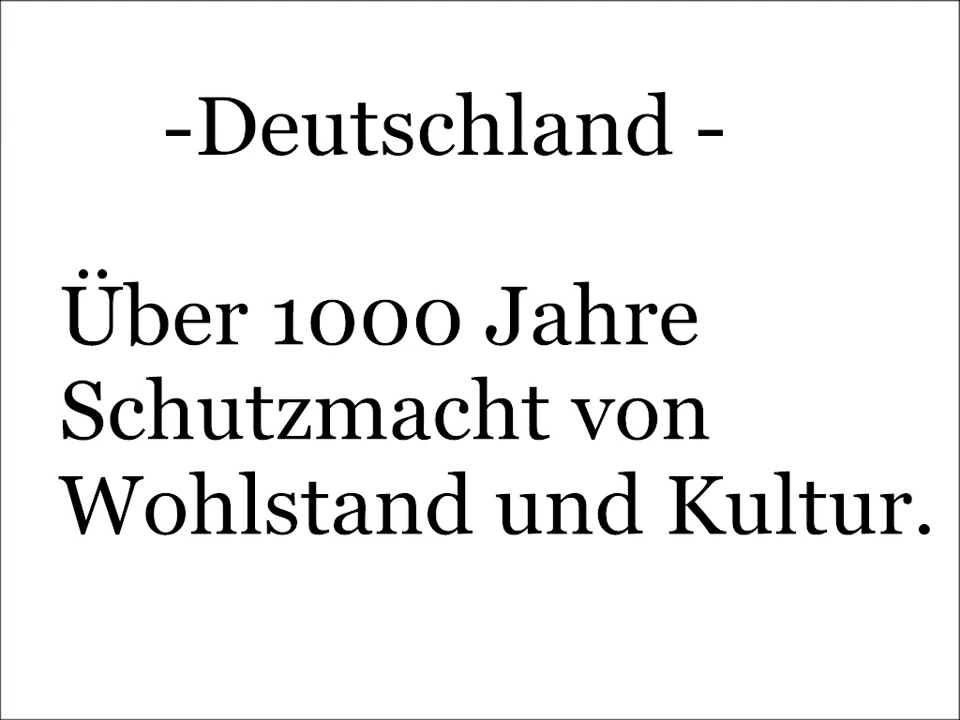 -Deutschland -
Über 1000 Jahre
Schutzmacht von
Wohlstand und Kultur.